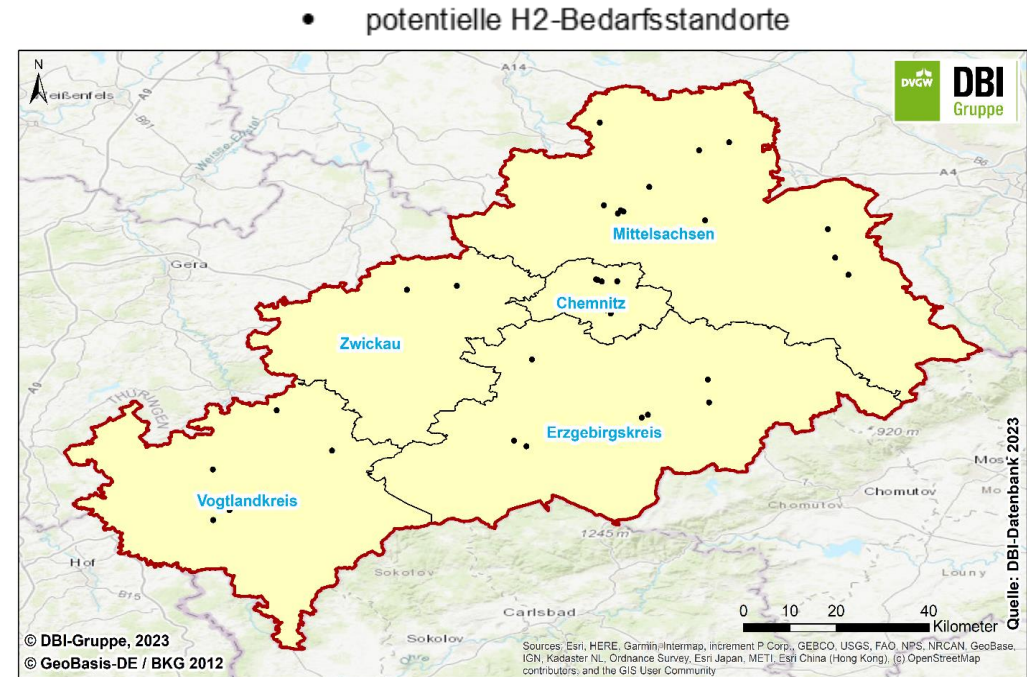 • potentielle H2-Bedarfsstandorte
N
A14
DVGW DBI
Gruppe
eißenfels
A9
B91
Weisse-Elster
B6
A4
Mittelsachsen
Gera
Chemnitz
Zwickau
A9
THÜRINGEN
Erzgebirgskreis
920 m
Mos
Vogtlandkreis
Chomutov
Mo
Chomutov
1245 m
Hof
Sokolov
Louny
B15
Carlsbad
0 10 20 40
Kilometer
Sokolov
Ohre
Quelle: DBI-Datenbank 2023
© DBI-Gruppe, 2023
© GeoBasis-DE / BKG 2012
Sources: Esri, HERE, Garmin, Intermap, increment P Corp., GEBCO, USGS, FAO, NPS, NRCAN, GeoBase,
IGN, Kadaster NL, Ordnance Survey, Esri Japan, METI, Esri China (Hong Kong), (c) OpenStreetMap
contributors, and the GIS User Community